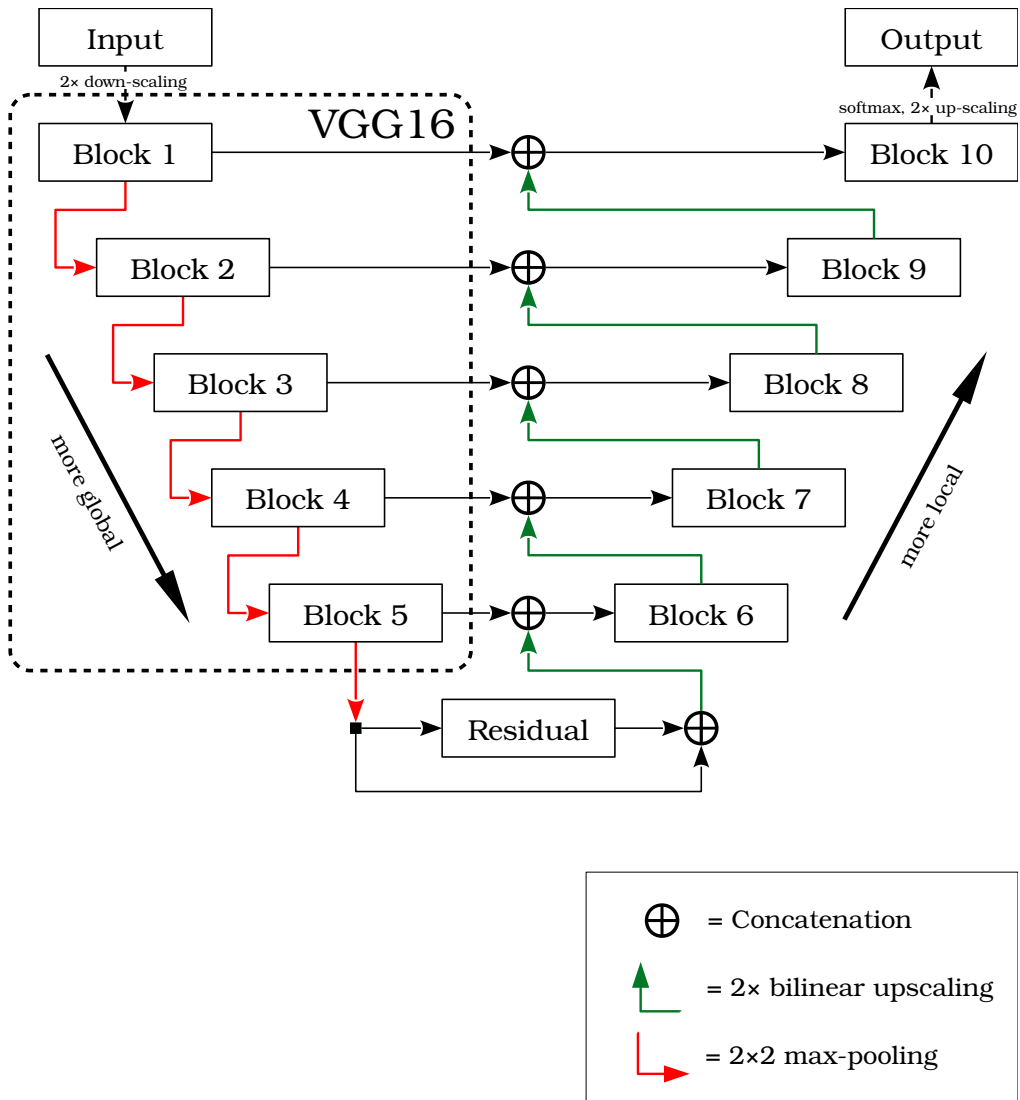 Input
Output
2× down-scaling
softmax, 2× up-scaling
VGG16
Block 1
Block 10
Block 2
Block 9
Block 3
Block 8
more global
more local
Block 4
Block 7
Block 5
Block 6
Residual
= Concatenation
= 2× bilinear upscaling
= 2×2 max-pooling